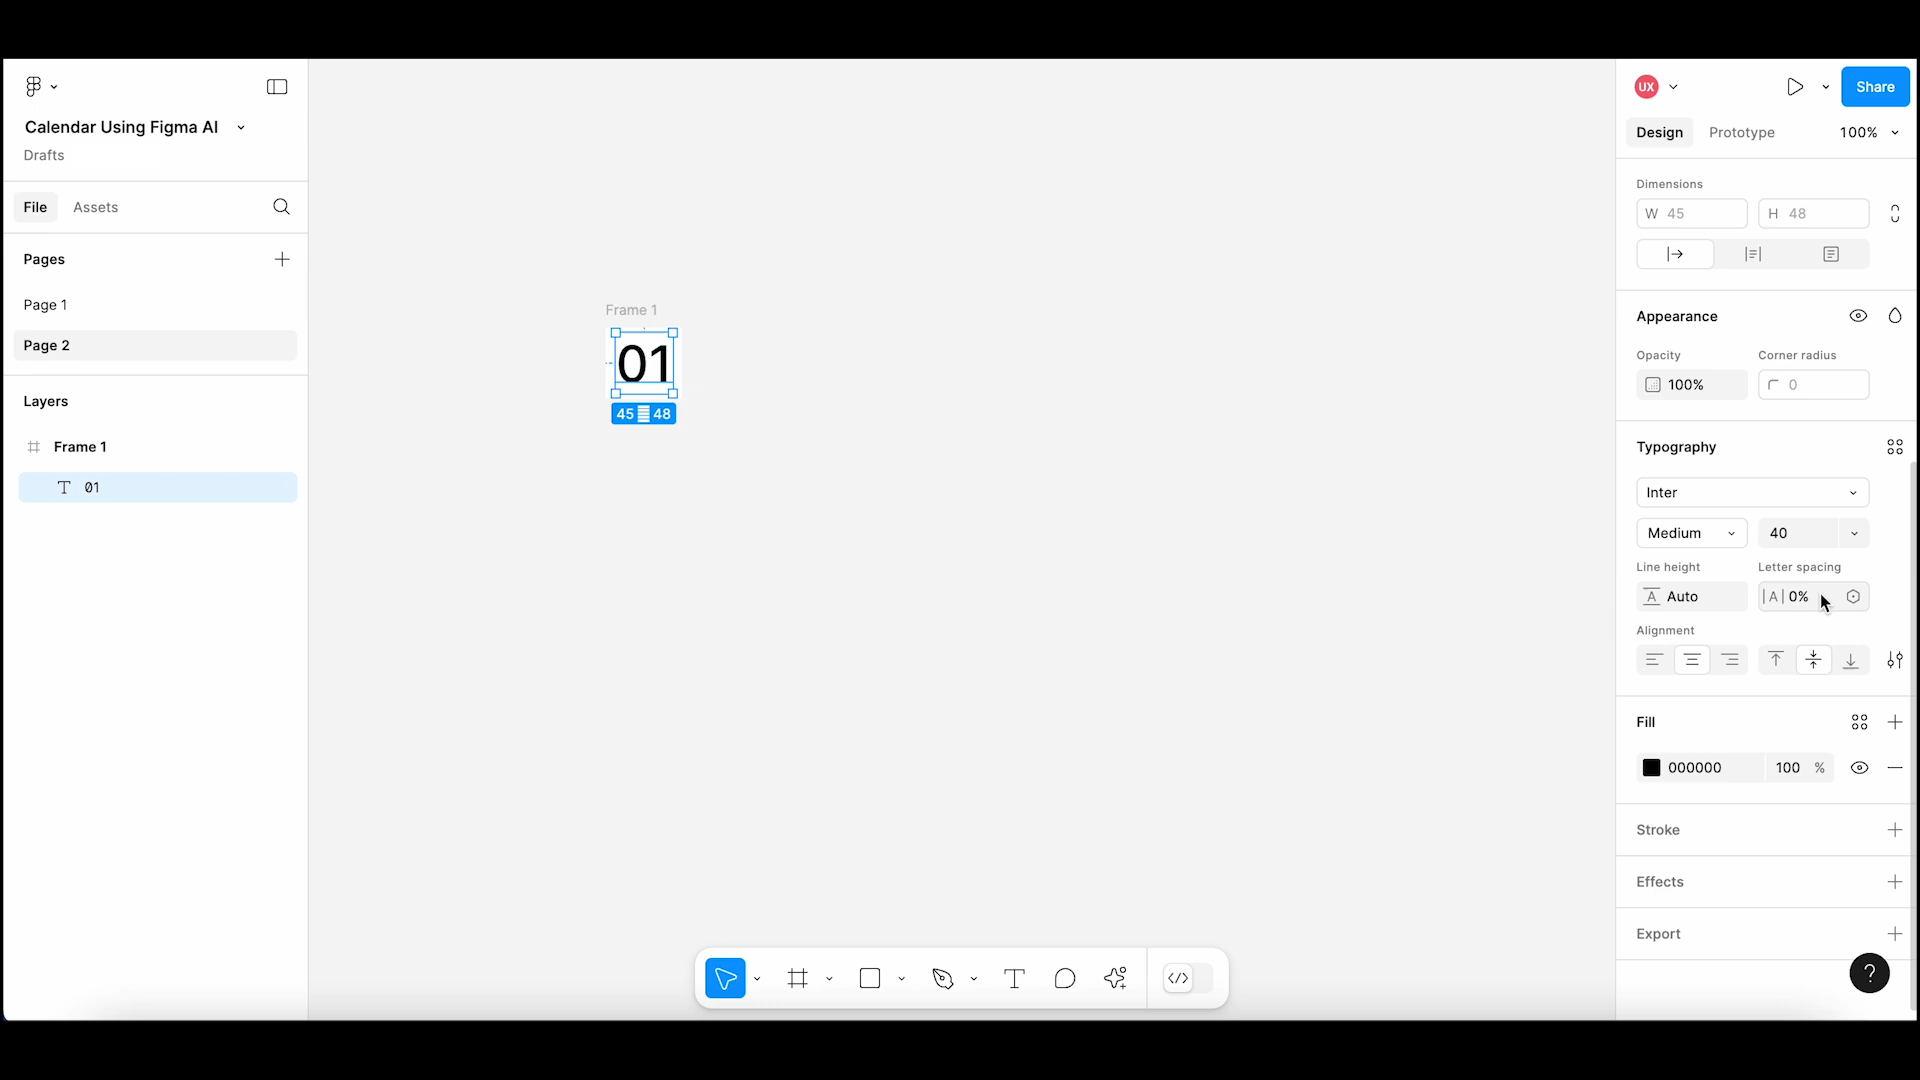 Calendar Using Figma AI
Drafts
File Assets
Pages
Page 1
Page 2
Layers
Frame 1
01
Frame 1
01
45 48
UX
Share
Design Prototype 100%
Dimensions
W 45 H 48
Appearance
Opacity Corner radius
100% 0
Typography
Inter
Medium 40
Line height Letter spacing
A Auto |A| 0%
Alignment
Fill
000000 100 %
Stroke
Effects
Export
?